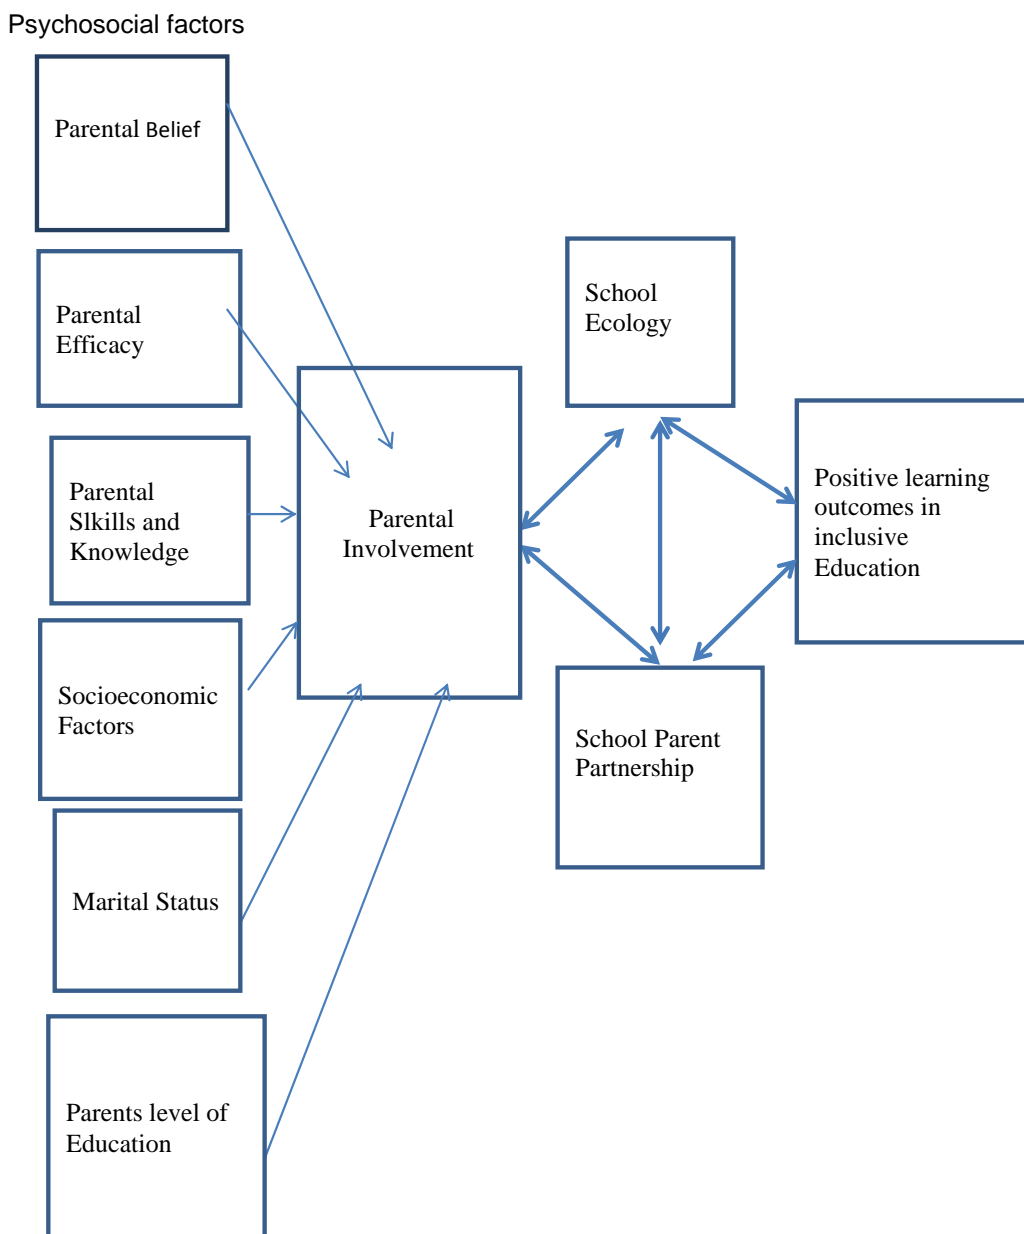 Psychosocial factors
Parental Belief
Parental
Efficacy
Parental
Slkills and
Knowledge
Socioeconomic
Factors
Marital Status
Parents level of
Education
Parental
Involvement
School
Ecology
School Parent
Partnership
Positive learning
outcomes in
inclusive
Education